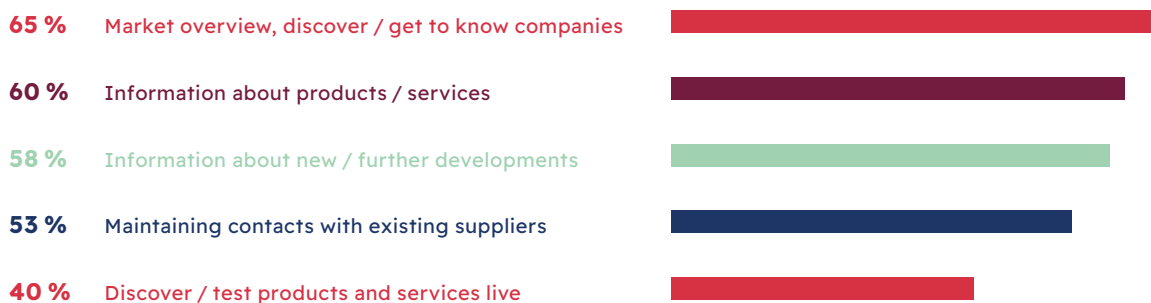 65 % Market overview, discover / get to know companies
60 % Information about products / services
58 % Information about new / further developments
53 % Maintaining contacts with existing suppliers
40 % Discover / test products and services live